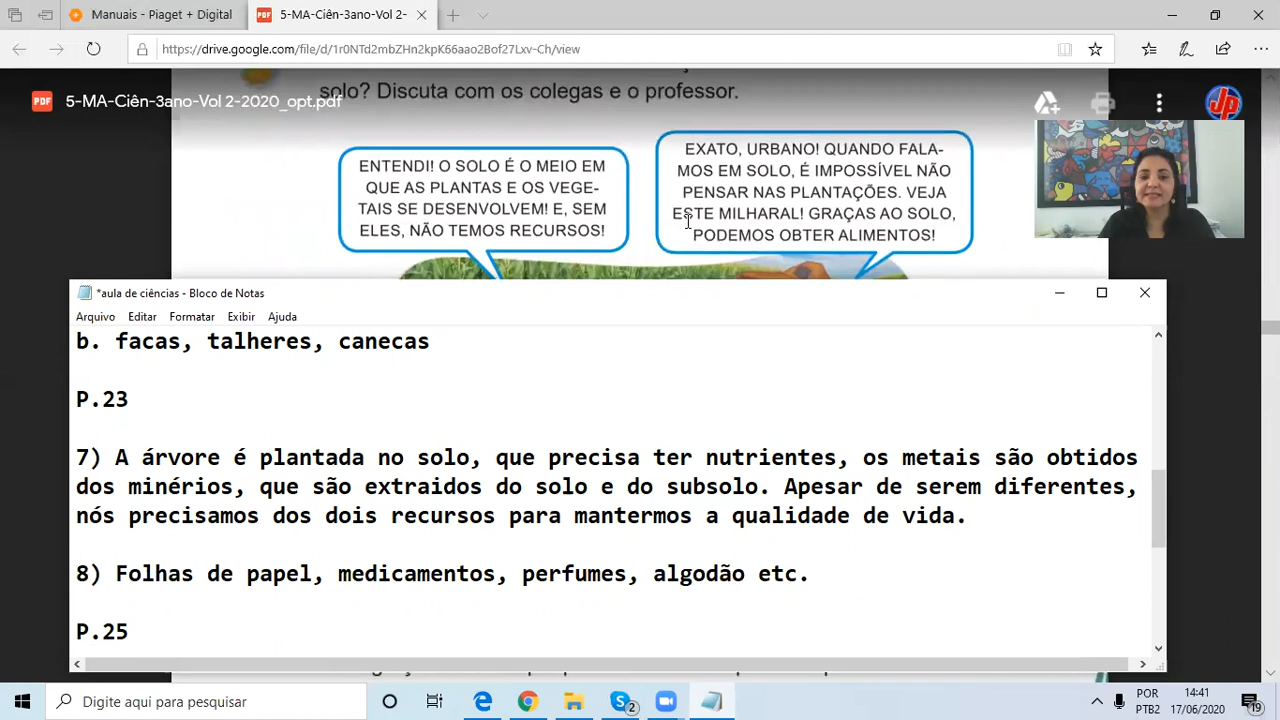 Manuais - Piaget + Digital
5-MA-Ciên-3ano-Vol 2-
https://drive.google.com/file/d/1r0NTd2mbZHn2kpK66aao2Bof27Lxv-Ch/view
solo? Discuta com os colegas e o professor.
PDF 5-MA-Ciên-3ano-Vol 2-2020_opt.pdf
ENTENDI! O SOLO É O MEIO EM
QUE AS PLANTAS E OS VEGE-
TAIS SE DESENVOLVEM! E, SEM
ELES, NÃO TEMOS RECURSOS!
EXATO, URBANO! QUANDO FALA-
MOS EM SOLO, É IMPOSSÍVEL NÃO
PENSAR NAS PLANTAÇÕES. VEJA
ESTE MILHARAL! GRAÇAS AO SOLO,
PODEMOS OBTER ALIMENTOS!
*aula de ciências - Bloco de Notas
Arquivo Editar Formatar Exibir Ajuda
b. facas, talheres, canecas
P.23
7) A árvore é plantada no solo, que precisa ter nutrientes, os metais são obtidos
dos minérios, que são extraidos do solo e do subsolo. Apesar de serem diferentes,
nós precisamos dos dois recursos para mantermos a qualidade de vida.
8) Folhas de papel, medicamentos, perfumes, algodão etc.
P.25
Digite aqui para pesquisar
2
POR
PTB2
14:41
17/06/2020
19